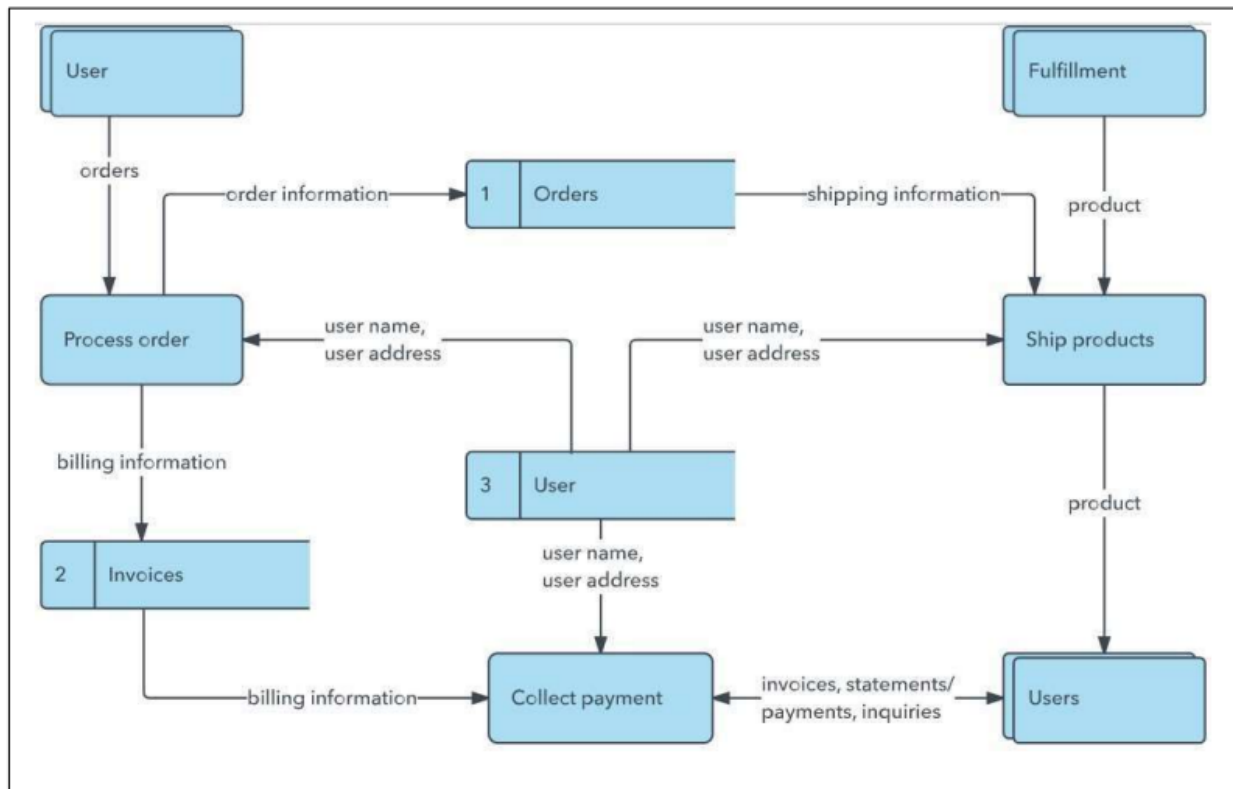 User
Fulfillment
orders
order information
1
Orders
shipping information
product
Process order
user name,
user address
user name,
user address
Ship products
billing information
3
User
product
user name,
user address
2
Invoices
billing information
Collect payment
invoices, statements/
payments, inquiries
Users